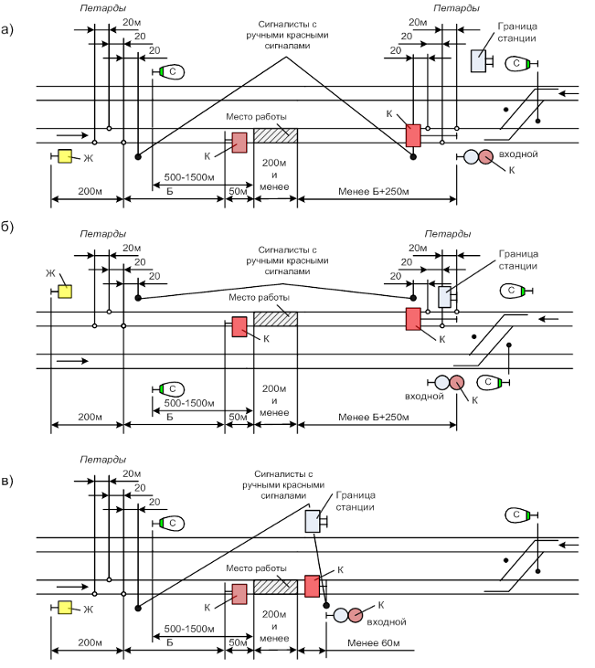 Петарды
Сигналисты с
ручными красными
сигналами
Петарды
Граница
станции
а)
20м
20
20
20м
20
20
С
С
К
Место работы
Ж
К
входной
К
500-1500м
200м
и
менее
200м
Б
50м
Менее Б+250м
б)
Петарды
Сигналисты с
ручными красными
сигналами
Петарды
Граница
станции
20м
20
20
20м
20
20
Ж
С
Место работы
К
К
С
С
входной
К
500-1500м
200м
и
менее
200м
Б
50м
Менее Б+250м
Петарды
в)
20м
20
20
Сигналисты с
ручными красными
сигналами
Граница
станции
С
С
Место работы
К
Ж
К
К
входной
500-1500м
200м
и
менее
200м
Б
50м
Менее 60м